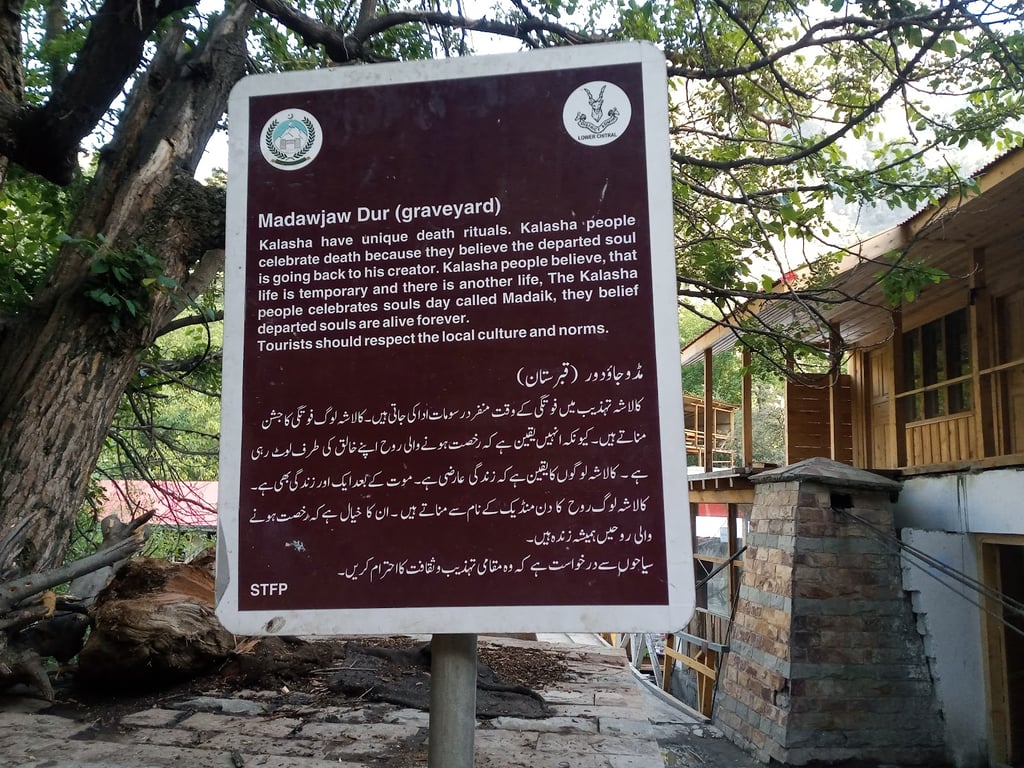 LOWER CHITRAL
Madawjaw Dur (graveyard)
Kalasha have unique death rituals. Kalasha people
celebrate death because they believe the departed soul
is going back to his creator. Kalasha people believe, that
life is temporary and there is another life, The Kalasha
people celebrates souls day called Madaik, they belief
departed souls are alive forever.
Tourists should respect the local culture and norms.
مڈوجاؤدور (قبرستان)
کالاشہ تہذیب میں فوتگی کے وقت منفرد رسومات ادا کی جاتی ہیں۔ کالاشہ لوگ فوتگی کا جشن
مناتے ہیں۔ کیونکہ انہیں یقین ہے کہ رخصت ہونے والی روح اپنے خالق کی طرف لوٹ رہی
ہے ۔ کالاشہ لوگوں کا یقین ہے کہ زندگی عارضی ہے۔ موت کے بعد ایک اور زندگی بھی ہے۔
کالاشہ لوگ روح کا دن منڈیک کے نام سے مناتے ہیں ۔ ان کا خیال ہے کہ رخصت ہونے
والی روحیں ہمیشہ زندہ ہیں۔
سیاحوں سے درخواست ہے کہ وہ مقامی تہذیب و ثقافت کا احترام کریں۔
STFP